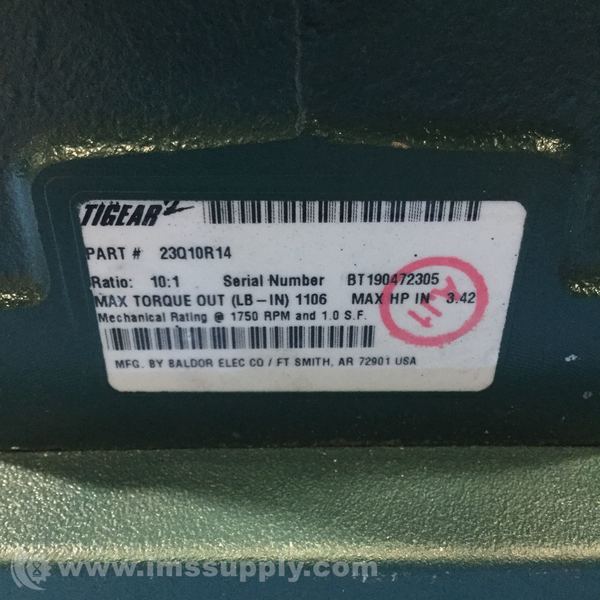 TIGEAR 2
PART # 23Q10R14
Ratio: 10:1 Serial Number BT190472305
MAX TORQUE OUT (LB-IN) 1106 MAX HP IN 3.42
Mechanical Rating @ 1750 RPM and 1.0 S.F.
MFG. BY BALDOR ELEC CO / FT SMITH, AR 72901 USA
www.imssupply.com